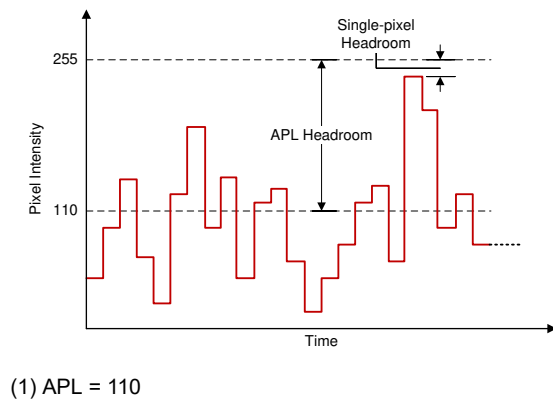 Single-pixel
Headroom
255
APL Headroom
Pixel Intensity
110
Time
(1) APL = 110